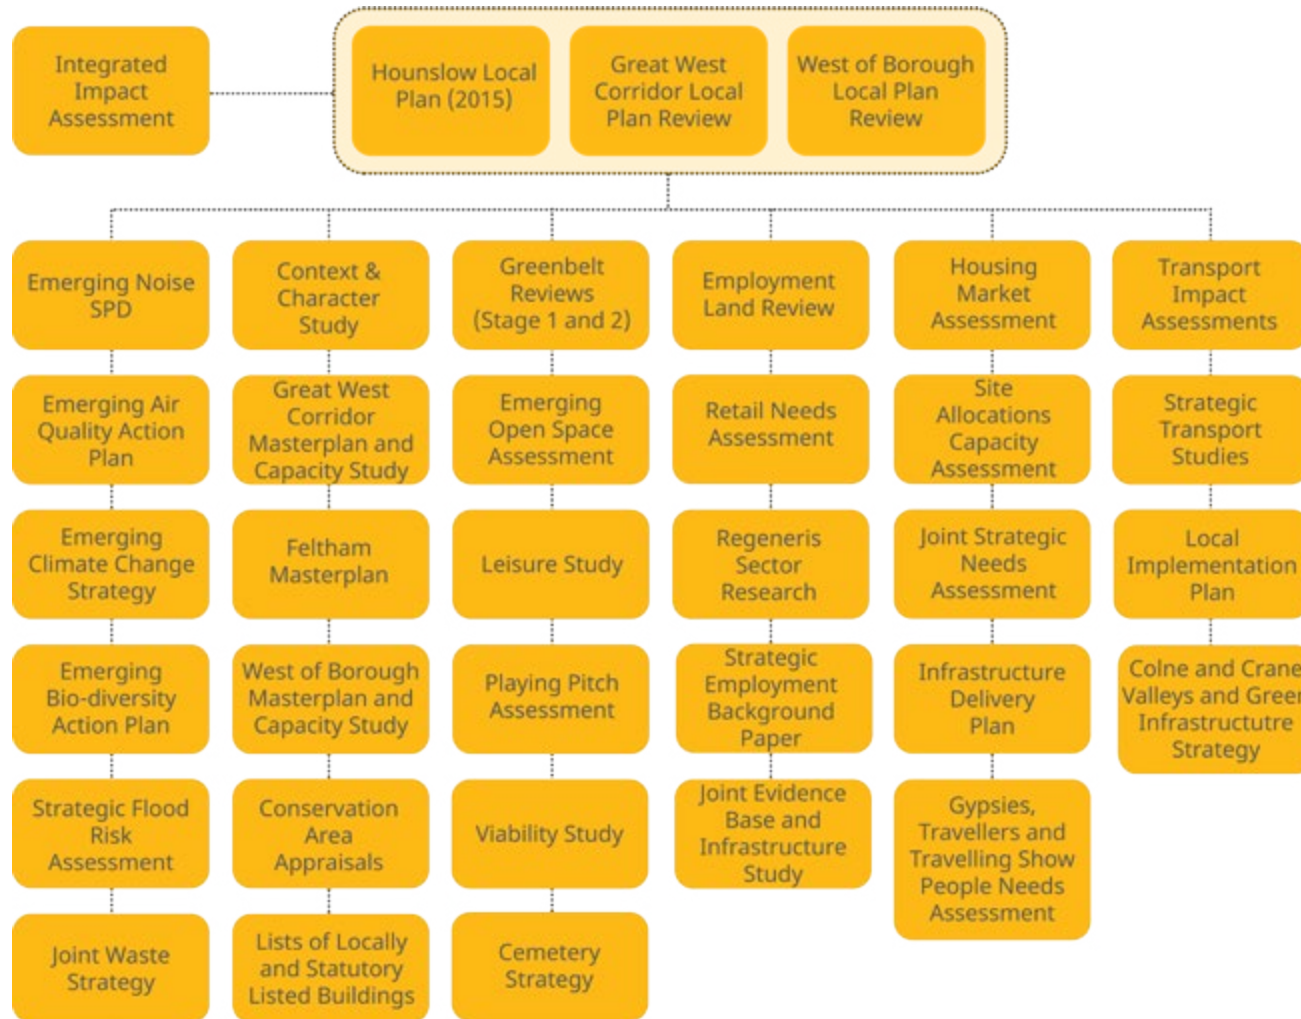 Integrated
Impact
Assessment
Hounslow Local
Plan (2015)
Great West
Corridor Local
Plan Review
West of Borough
Local Plan
Review
Emerging Noise
SPD
Context &
Character
Study
Greenbelt
Reviews
(Stage 1 and 2)
Employment
Land Review
Housing
Market
Assessment
Transport
Impact
Assessments
Emerging Air
Quality Action
Plan
Great West
Corridor
Masterplan and
Capacity Study
Emerging
Open Space
Assessment
Retail Needs
Assessment
Site
Allocations
Capacity
Assessment
Strategic
Transport
Studies
Emerging
Climate Change
Strategy
Feltham
Masterplan
Leisure Study
Regeneris
Sector
Research
Joint Strategic
Needs
Assessment
Local
Implementation
Plan
Emerging
Bio-diversity
Action Plan
West of Borough
Masterplan and
Capacity Study
Playing Pitch
Assessment
Strategic
Employment
Background
Paper
Infrastructure
Delivery
Plan
Colne and Crane
Valleys and Green
Infrastructutre
Strategy
Strategic Flood
Risk
Assessment
Conservation
Area
Appraisals
Viability Study
Joint Evidence
Base and
Infrastructure
Study
Gypsies,
Travellers and
Travelling Show
People Needs
Assessment
Joint Waste
Strategy
Lists of Locally
and Statutory
Listed Buildings
Cemetery
Strategy